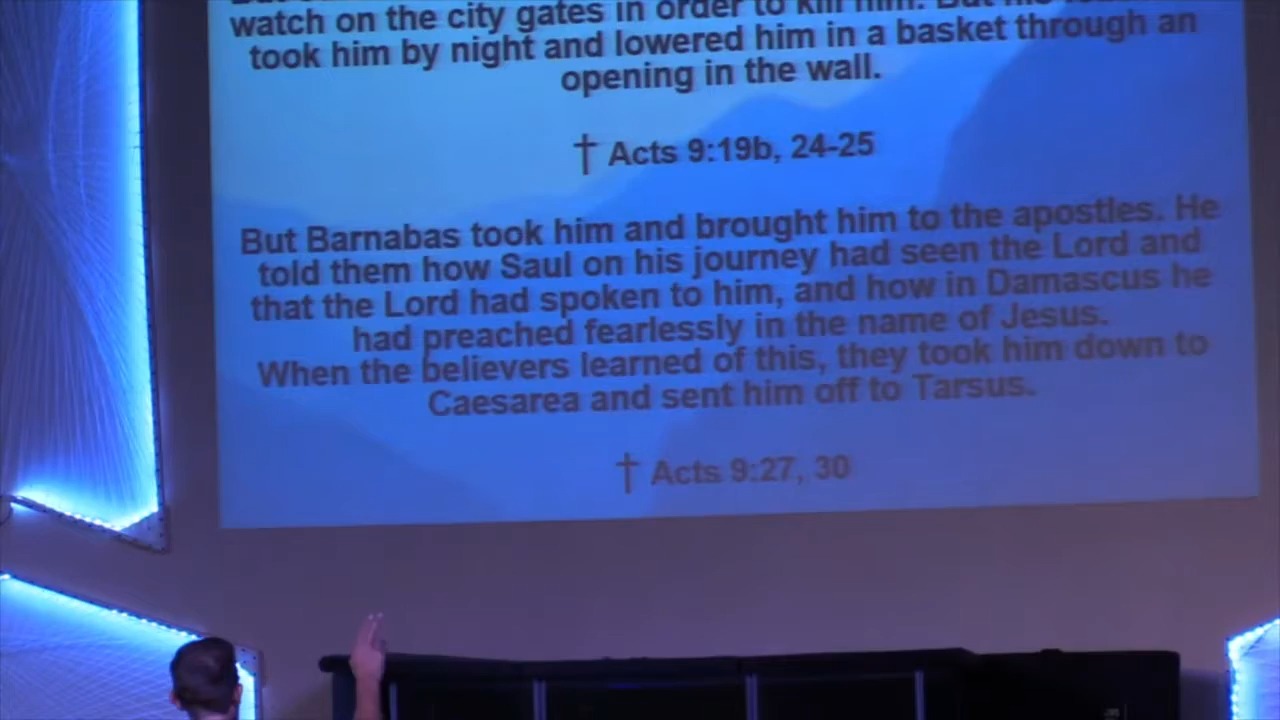 watch on the city gates in order to kill him. But his
took him by night and lowered him in a basket through an
opening in the wall.
† Acts 9:19b, 24-25
But Barnabas took him and brought him to the apostles. He
told them how Saul on his journey had seen the Lord and
that the Lord had spoken to him, and how in Damascus he
had preached fearlessly in the name of Jesus.
When the believers learned of this, they took him down to
Caesarea and sent him off to Tarsus.
† Acts 9:27, 30